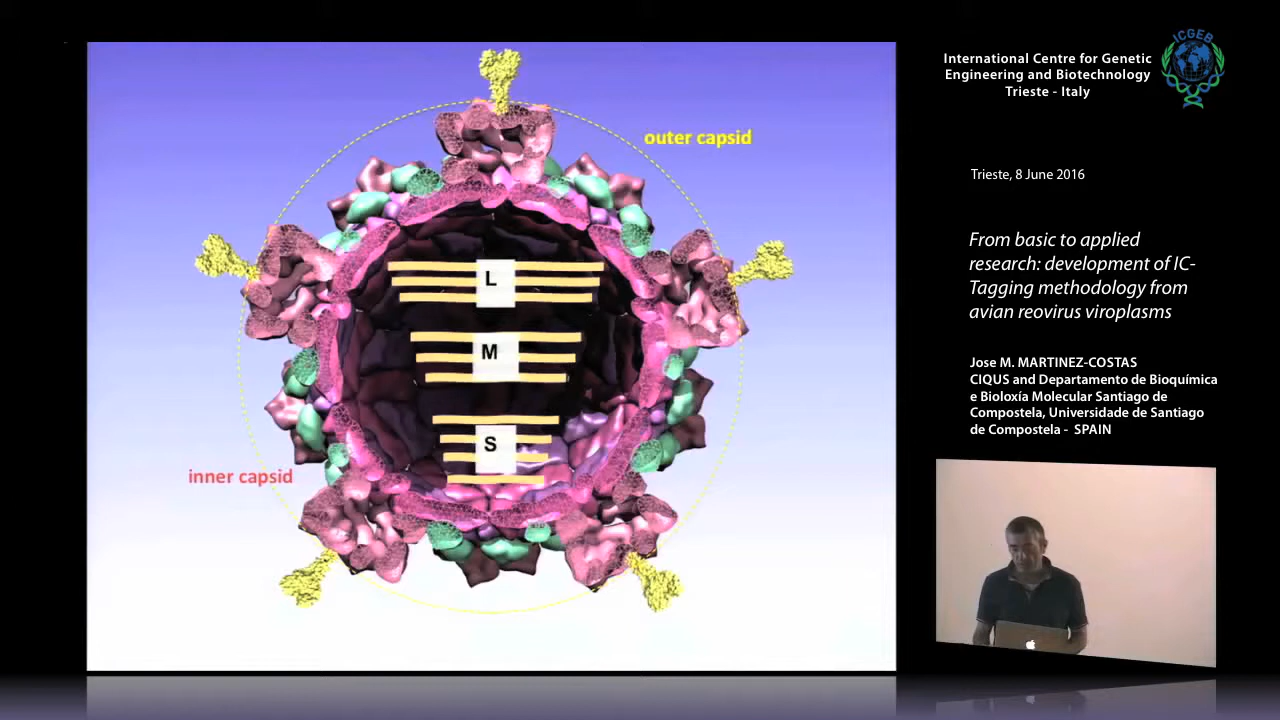 outer capsid
L
M
S
inner capsid
International Centre for Genetic
Engineering and Biotechnology
Trieste - Italy
ICGEB
Trieste, 8 June 2016
From basic to applied
research: development of IC-
Tagging methodology from
avian reovirus viroplasms
Jose M. MARTINEZ-COSTAS
CIQUS and Departamento de Bioquímica
e Bioloxía Molecular Santiago de
Compostela, Universidade de Santiago
de Compostela - SPAIN